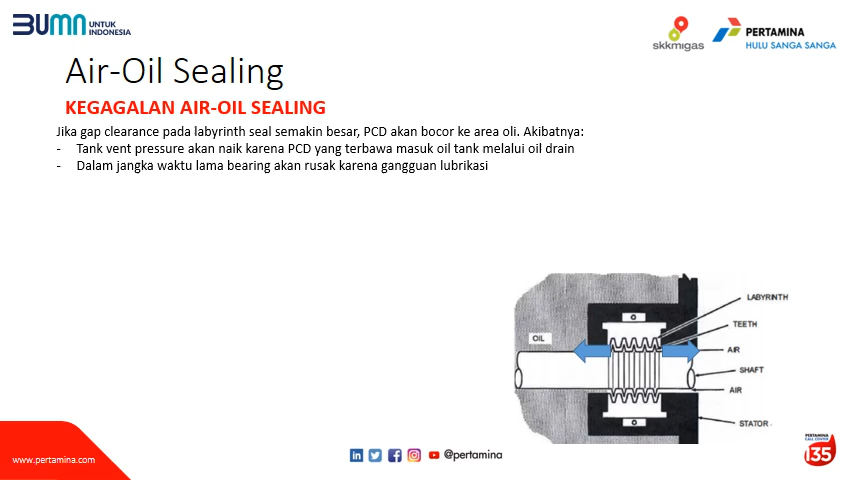 BUMN UNTUK INDONESIA
skkmigas
PERTAMINA
HULU SANGA SANGA
Air-Oil Sealing
KEGAGALAN AIR-OIL SEALING
Jika gap clearance pada labyrinth seal semakin besar, PCD akan bocor ke area oli. Akibatnya:
- Tank vent pressure akan naik karena PCD yang terbawa masuk oil tank melalui oil drain
- Dalam jangka waktu lama bearing akan rusak karena gangguan lubrikasi
LABYRINTH
TEETH
OIL
AIR
SHAFT
AIR
STATOR
www.pertamina.com
@pertamina
PERTAMINA
CALL CENTER
135